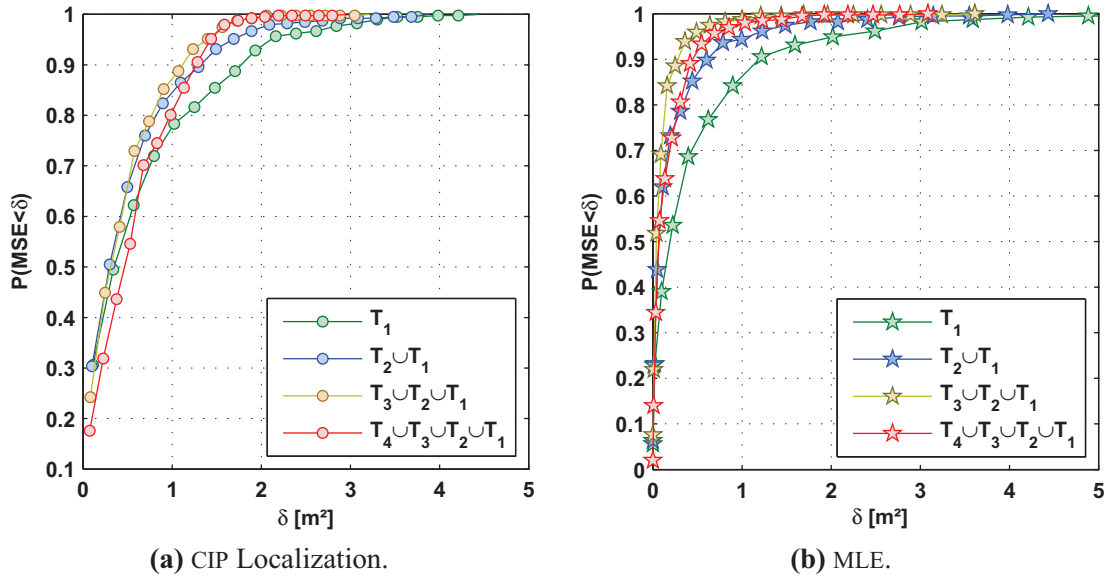 P(MSE<δ)
1
0.9
0.8
0.7
0.6
0.5
0.4
0.3
0.2
0.1
T₁
T₂∪T₁
T₃∪T₂∪T₁
T₄∪T₃∪T₂∪T₁
0 1 2 3 4 5
δ [m²]
(a) CIP Localization.
P(MSE<δ)
1
0.9
0.8
0.7
0.6
0.5
0.4
0.3
0.2
0.1
0
T₁
T₂∪T₁
T₃∪T₂∪T₁
T₄∪T₃∪T₂∪T₁
0 1 2 3 4 5
δ [m²]
(b) MLE.